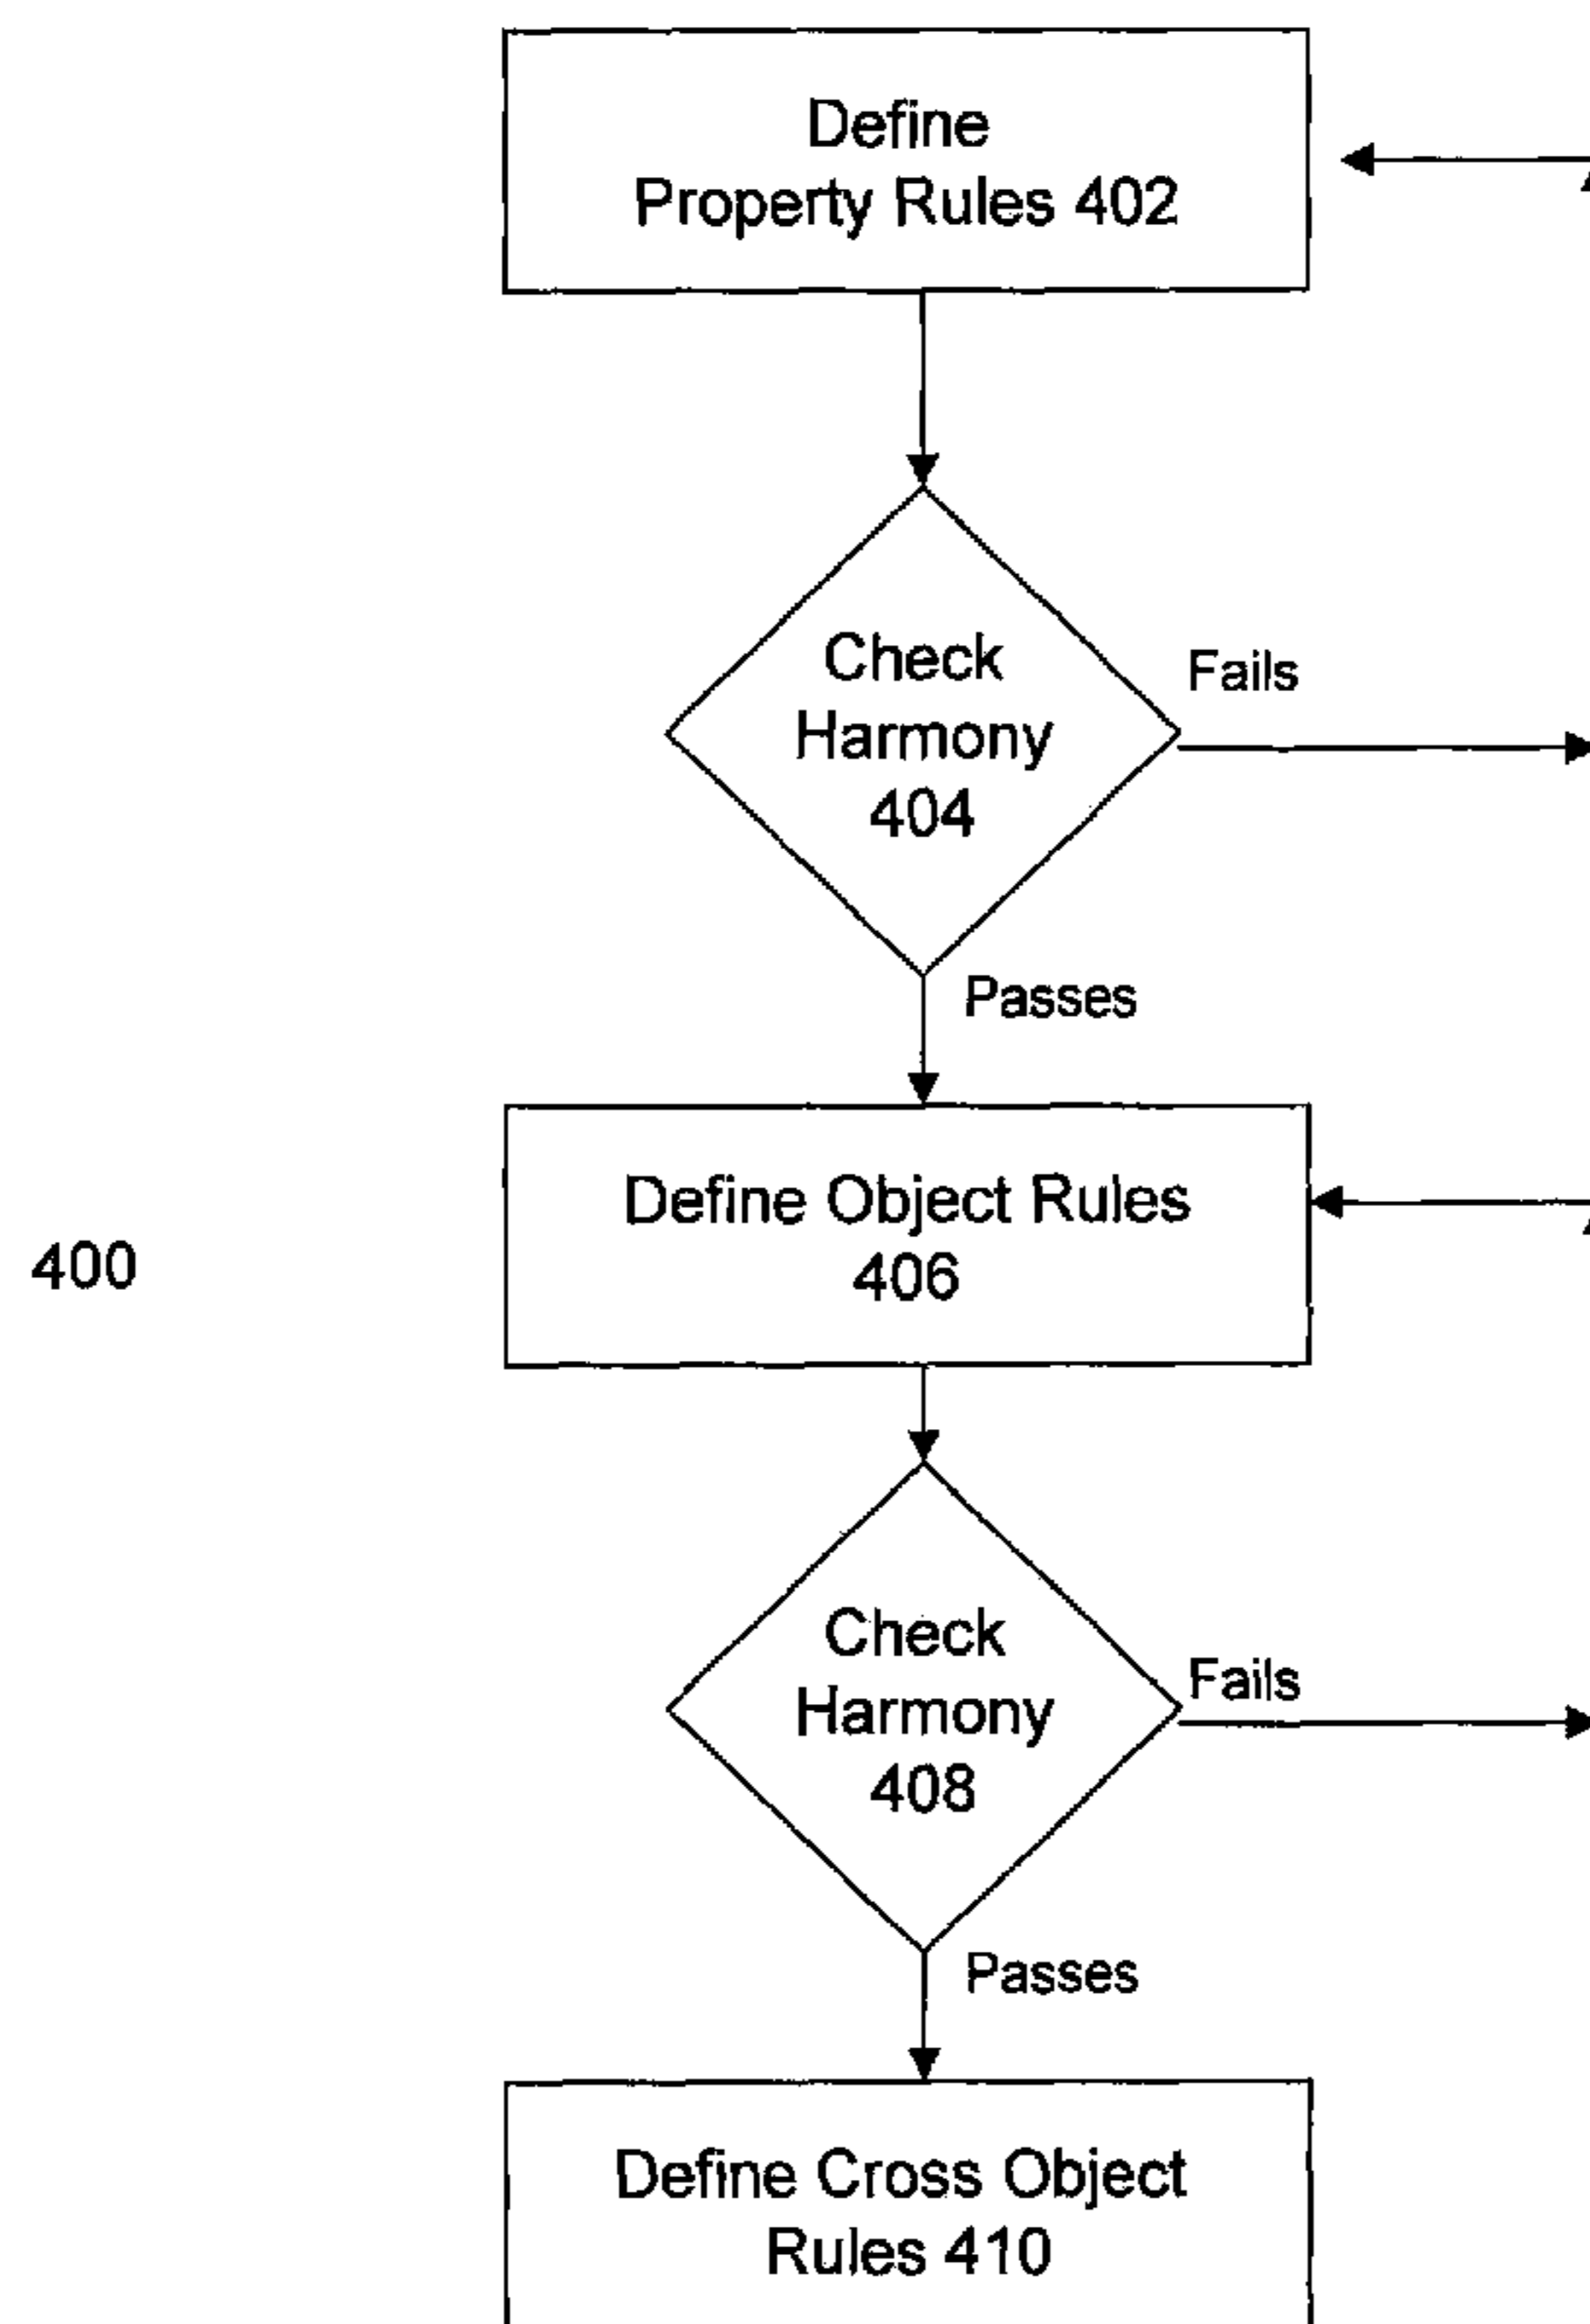 Define
Property Rules 402
Check
Harmony
404
Fails
Passes
Define Object Rules
406
400
Check
Harmony
408
Fails
Passes
Define Cross Object
Rules 410